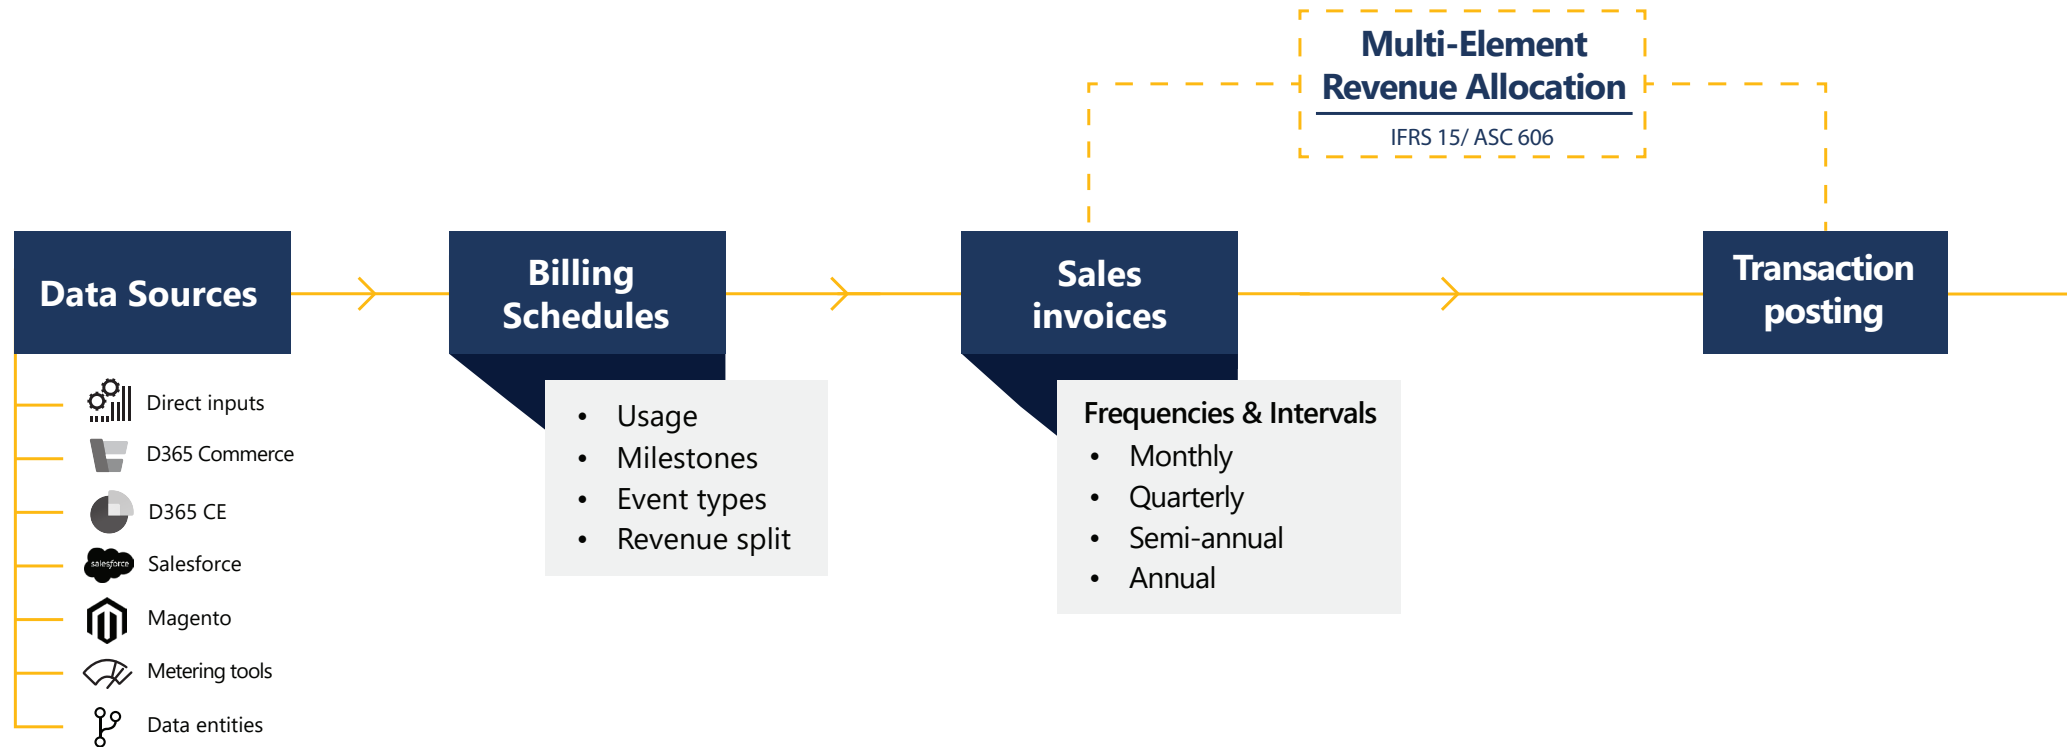 Multi-Element
Revenue Allocation
IFRS 15/ ASC 606
Data Sources
Direct inputs
D365 Commerce
D365 CE
salesforce
Salesforce
Magento
Metering tools
Data entities
Billing
Schedules
• Usage
• Milestones
• Event types
• Revenue split
Sales
invoices
Frequencies & Intervals
• Monthly
• Quarterly
• Semi-annual
• Annual
Transaction
posting